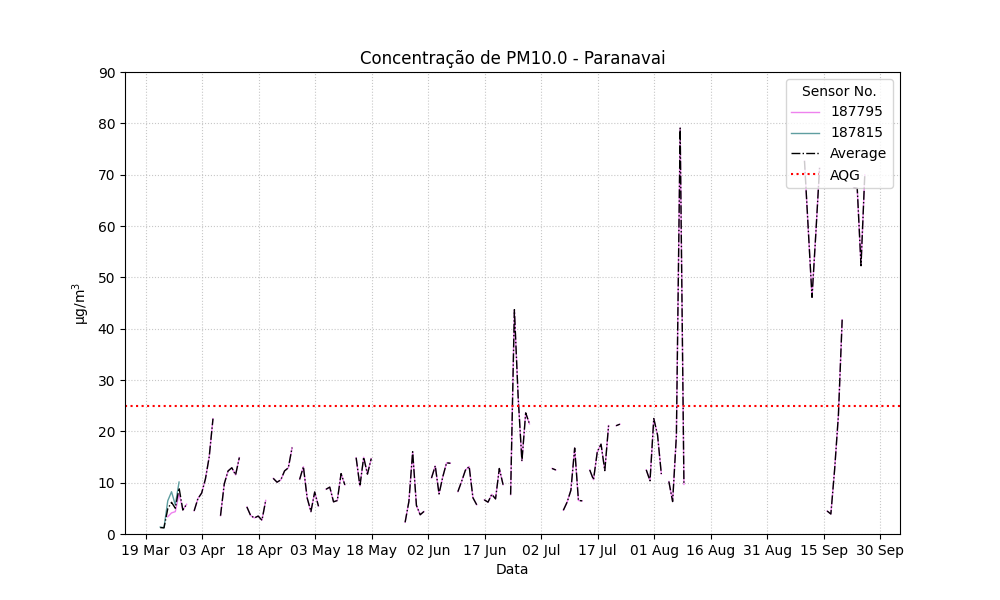 Concentração de PM10.0 - Paranavai
90
80
70
60
50
40
30
20
10
0
µg/m³
Sensor No.
187795
187815
Average
AQG
19 Mar 03 Apr 18 Apr 03 May 18 May 02 Jun 17 Jun 02 Jul 17 Jul 01 Aug 16 Aug 31 Aug 15 Sep 30 Sep
Data